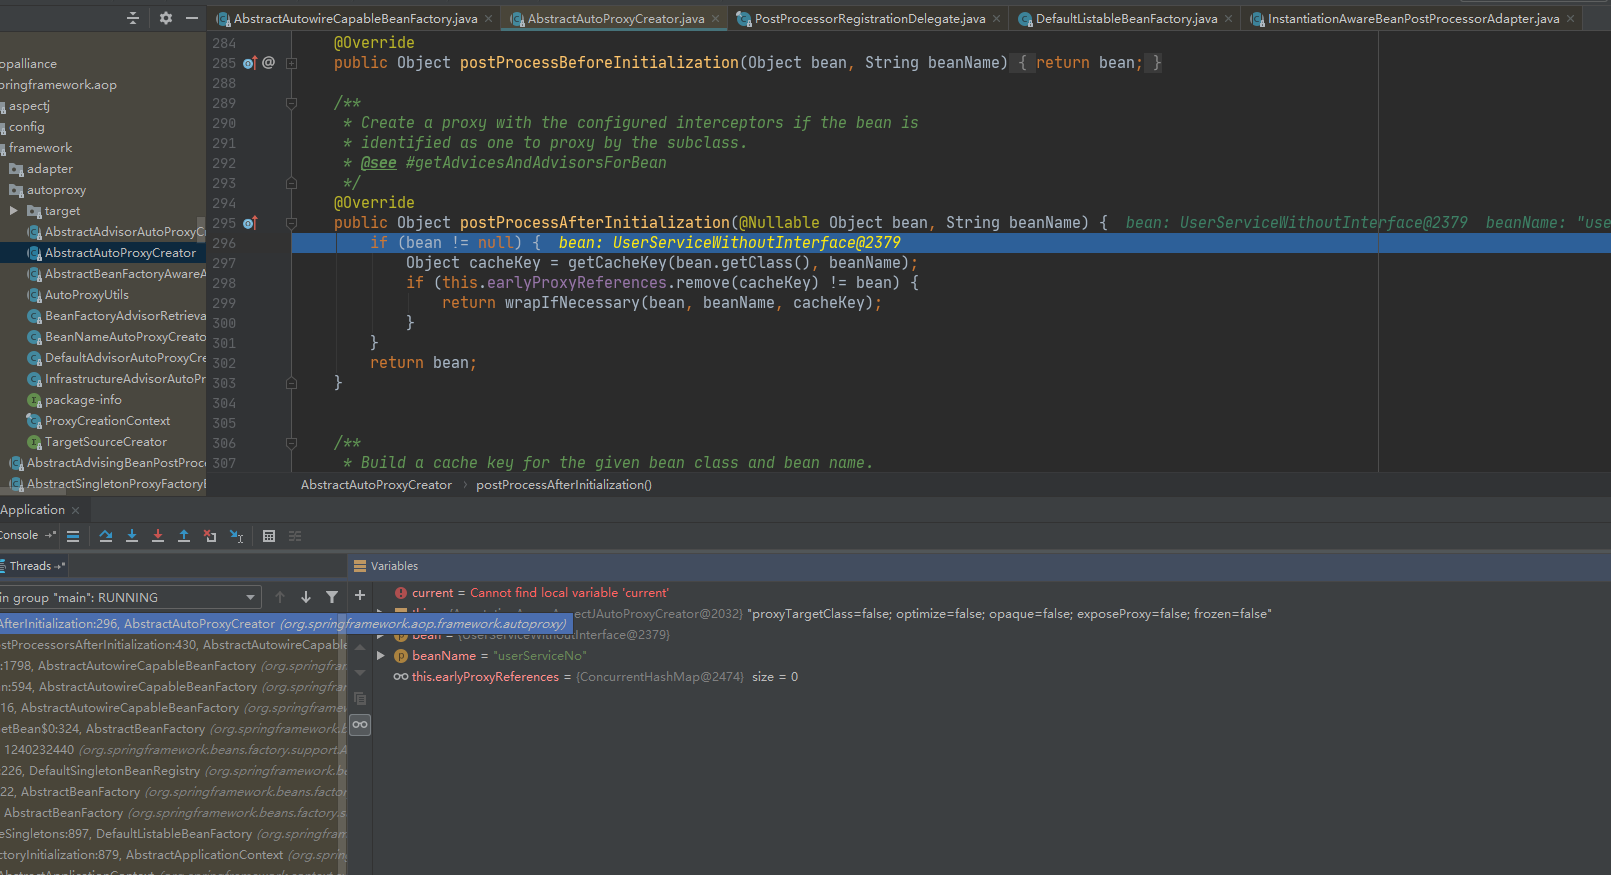 AbstractAutowireCapableBeanFactory.java
AbstractAutoProxyCreator.java
PostProcessorRegistrationDelegate.java
DefaultListableBeanFactory.java
InstantiationAwareBeanPostProcessorAdapter.java
opalliance
pringframework.aop
aspectj
config
framework
adapter
autoproxy
target
AbstractAdvisorAutoProxyC
AbstractAutoProxyCreator
AbstractBeanFactoryAwareA
AutoProxyUtils
BeanFactoryAdvisorRetrieva
BeanNameAutoProxyCreato
DefaultAdvisorAutoProxyCre
InfrastructureAdvisorAutoPr
package-info
ProxyCreationContext
TargetSourceCreator
AbstractAdvisingBeanPostProce
AbstractSingletonProxyFactoryE
284 @Override
285 @ public Object postProcessBeforeInitialization(Object bean, String beanName) { return bean; }
288
289 /**
290 * Create a proxy with the configured interceptors if the bean is
291 * identified as one to proxy by the subclass.
292 * @see #getAdvicesAndAdvisorsForBean
293 */
294 @Override
295 public Object postProcessAfterInitialization(@Nullable Object bean, String beanName) { bean: UserServiceWithoutInterface@2379 beanName: "use
296 if (bean != null) { bean: UserServiceWithoutInterface@2379
297 Object cacheKey = getCacheKey(bean.getClass(), beanName);
298 if (this.earlyProxyReferences.remove(cacheKey) != bean) {
299 return wrapIfNecessary(bean, beanName, cacheKey);
300 }
301 }
302 return bean;
303 }
304
305
306 /**
307 * Build a cache key for the given bean class and bean name.
AbstractAutoProxyCreator › postProcessAfterInitialization()
Application
Console
Threads
Variables
in group "main": RUNNING
AfterInitialization:296, AbstractAutoProxyCreator (org.springframework.aop.framework.autoproxy)
stProcessorsAfterInitialization:430, AbstractAutowireCapable
:1798, AbstractAutowireCapableBeanFactory (org.springfra
n:594, AbstractAutowireCapableBeanFactory (org.springfram
16, AbstractAutowireCapableBeanFactory (org.springframew
etBean$0:324, AbstractBeanFactory (org.springframework.b
1240232440 (org.springframework.beans.factory.support.A
:226, DefaultSingletonBeanRegistry (org.springframework.be
22, AbstractBeanFactory (org.springframework.beans.factor
, AbstractBeanFactory (org.springframework.beans.factory.s
eSingletons:897, DefaultListableBeanFactory (org.springfram
ctoryInitialization:879, AbstractApplicationContext (org.sprin
current = Cannot find local variable 'current'
ectJAutoProxyCreator@2032} "proxyTargetClass=false; optimize=false; opaque=false; exposeProxy=false; frozen=false"
bean = {UserServiceWithoutInterface@2379}
beanName = "userServiceNo"
this.earlyProxyReferences = {ConcurrentHashMap@2474} size = 0